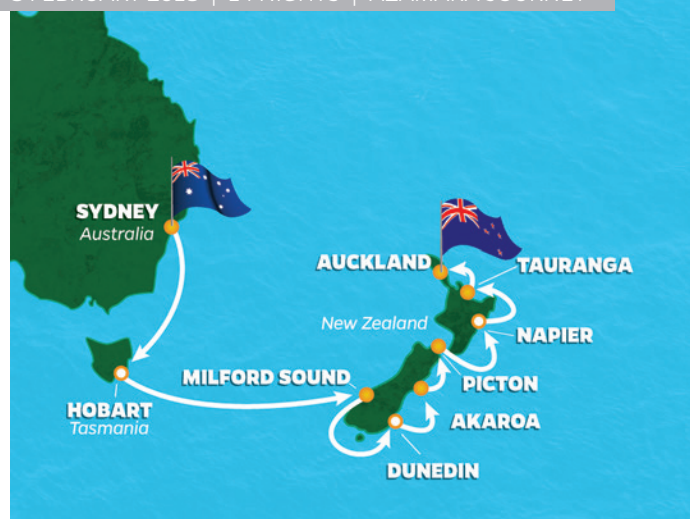 SYDNEY
Australia
AUCKLAND
TAURANGA
New Zealand
NAPIER
MILFORD SOUND
PICTON
HOBART
Tasmania
AKAROA
DUNEDIN